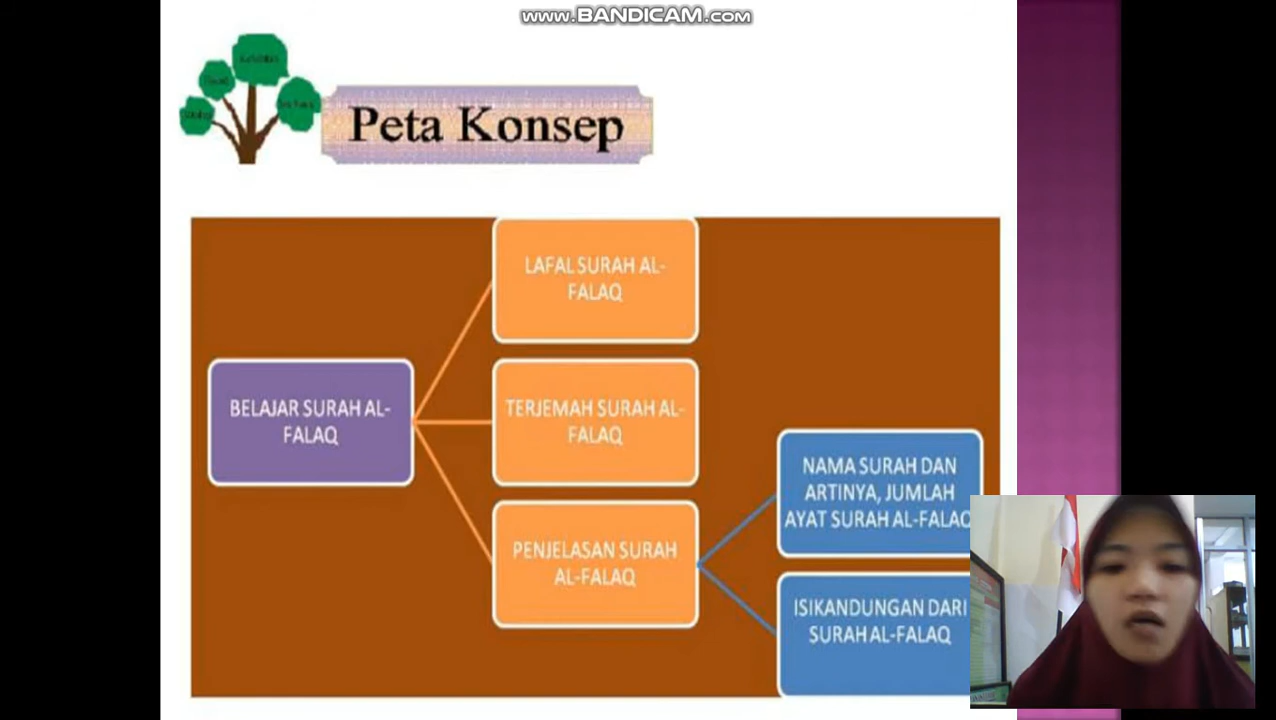 WWW.BANDICAM.COM
Peta Konsep
LAFAL SURAH AL-
FALAQ
BELAJAR SURAH AL-
FALAQ
TERJEMAH SURAH AL-
FALAQ
PENJELASAN SURAH
AL-FALAQ
NAMA SURAH DAN
ARTINYA, JUMLAH
AYAT SURAH AL-FALAQ
ISIKANDUNGAN DARI
SURAH AL-FALAQ